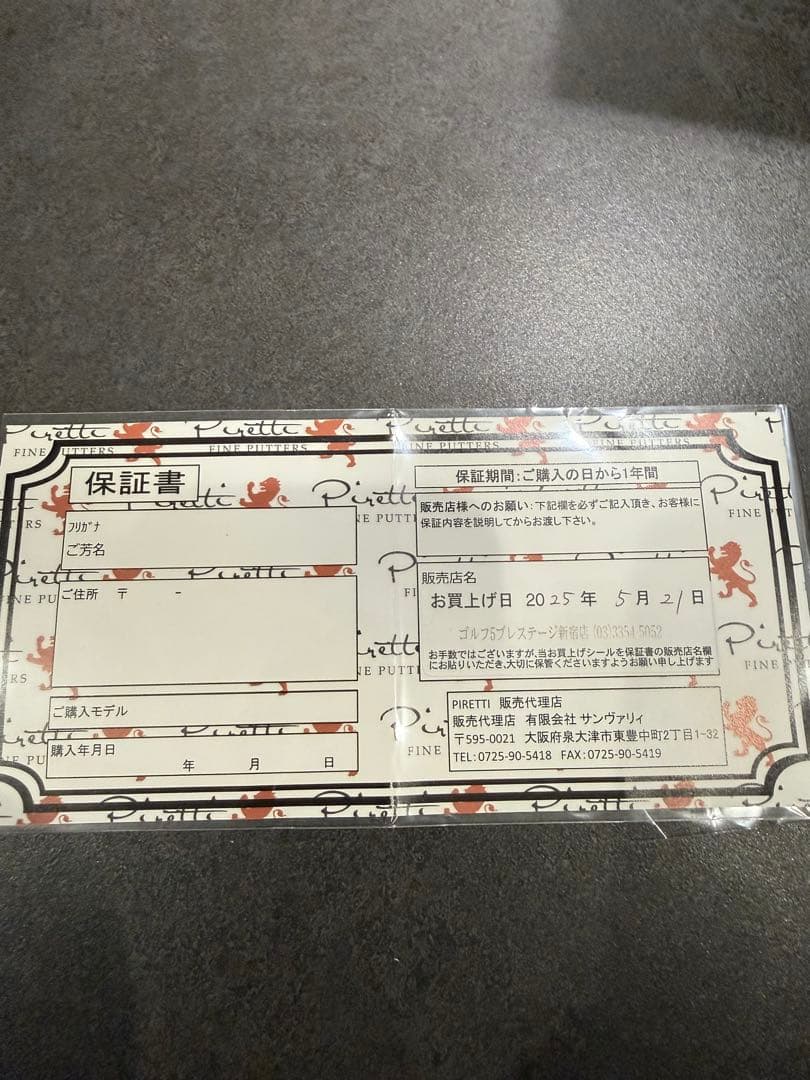 Piretti
FINE PUTTERS
保証書
フリガナ
ご芳名
ご住所 〒 -
ご購入モデル
購入年月日
年 月 日
保証期間:ご購入の日から1年間
販売店様へのお願い:下記欄を必ずご記入頂き、お客様に
保証内容を説明してからお渡し下さい。
販売店名
お買上げ日 2025年 5月21日
ゴルフ5プレステージ新宿店 (03)3354-5052
お手数ではございますが、当お買上げシールを保証書の販売店名欄
にお貼りいただき、大切に保管くださいますようお願い申し上げます
PIRETTI 販売代理店
販売代理店 有限会社 サンヴァリィ
〒595-0021 大阪府泉大津市東豊中町2丁目1-32
TEL:0725-90-5418 FAX:0725-90-5419